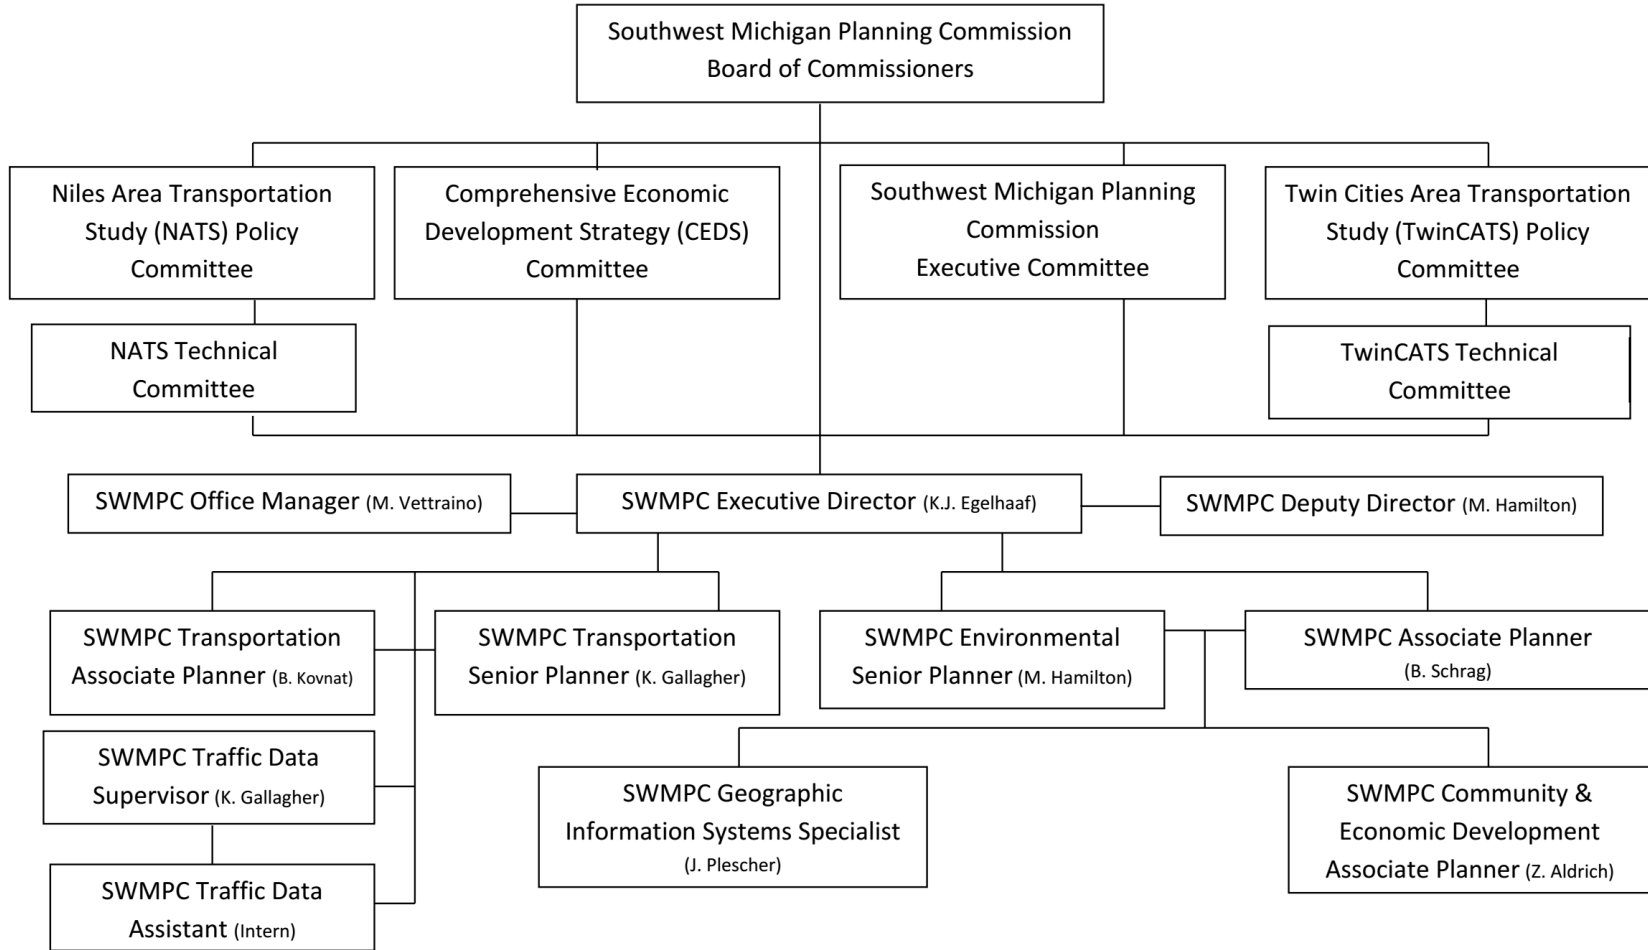 Southwest Michigan Planning Commission
Board of Commissioners
Niles Area Transportation
Study (NATS) Policy
Committee
Comprehensive Economic
Development Strategy (CEDS)
Committee
Southwest Michigan Planning
Commission
Executive Committee
Twin Cities Area Transportation
Study (TwinCATS) Policy
Committee
NATS Technical
Committee
TwinCATS Technical
Committee
SWMPC Office Manager (M. Vettraino)
SWMPC Executive Director (K.J. Egelhaaf)
SWMPC Deputy Director (M. Hamilton)
SWMPC Transportation
Associate Planner (B. Kovnat)
SWMPC Transportation
Senior Planner (K. Gallagher)
SWMPC Environmental
Senior Planner (M. Hamilton)
SWMPC Associate Planner
(B. Schrag)
SWMPC Traffic Data
Supervisor (K. Gallagher)
SWMPC Geographic
Information Systems Specialist
(J. Plescher)
SWMPC Community &
Economic Development
Associate Planner (Z. Aldrich)
SWMPC Traffic Data
Assistant (Intern)